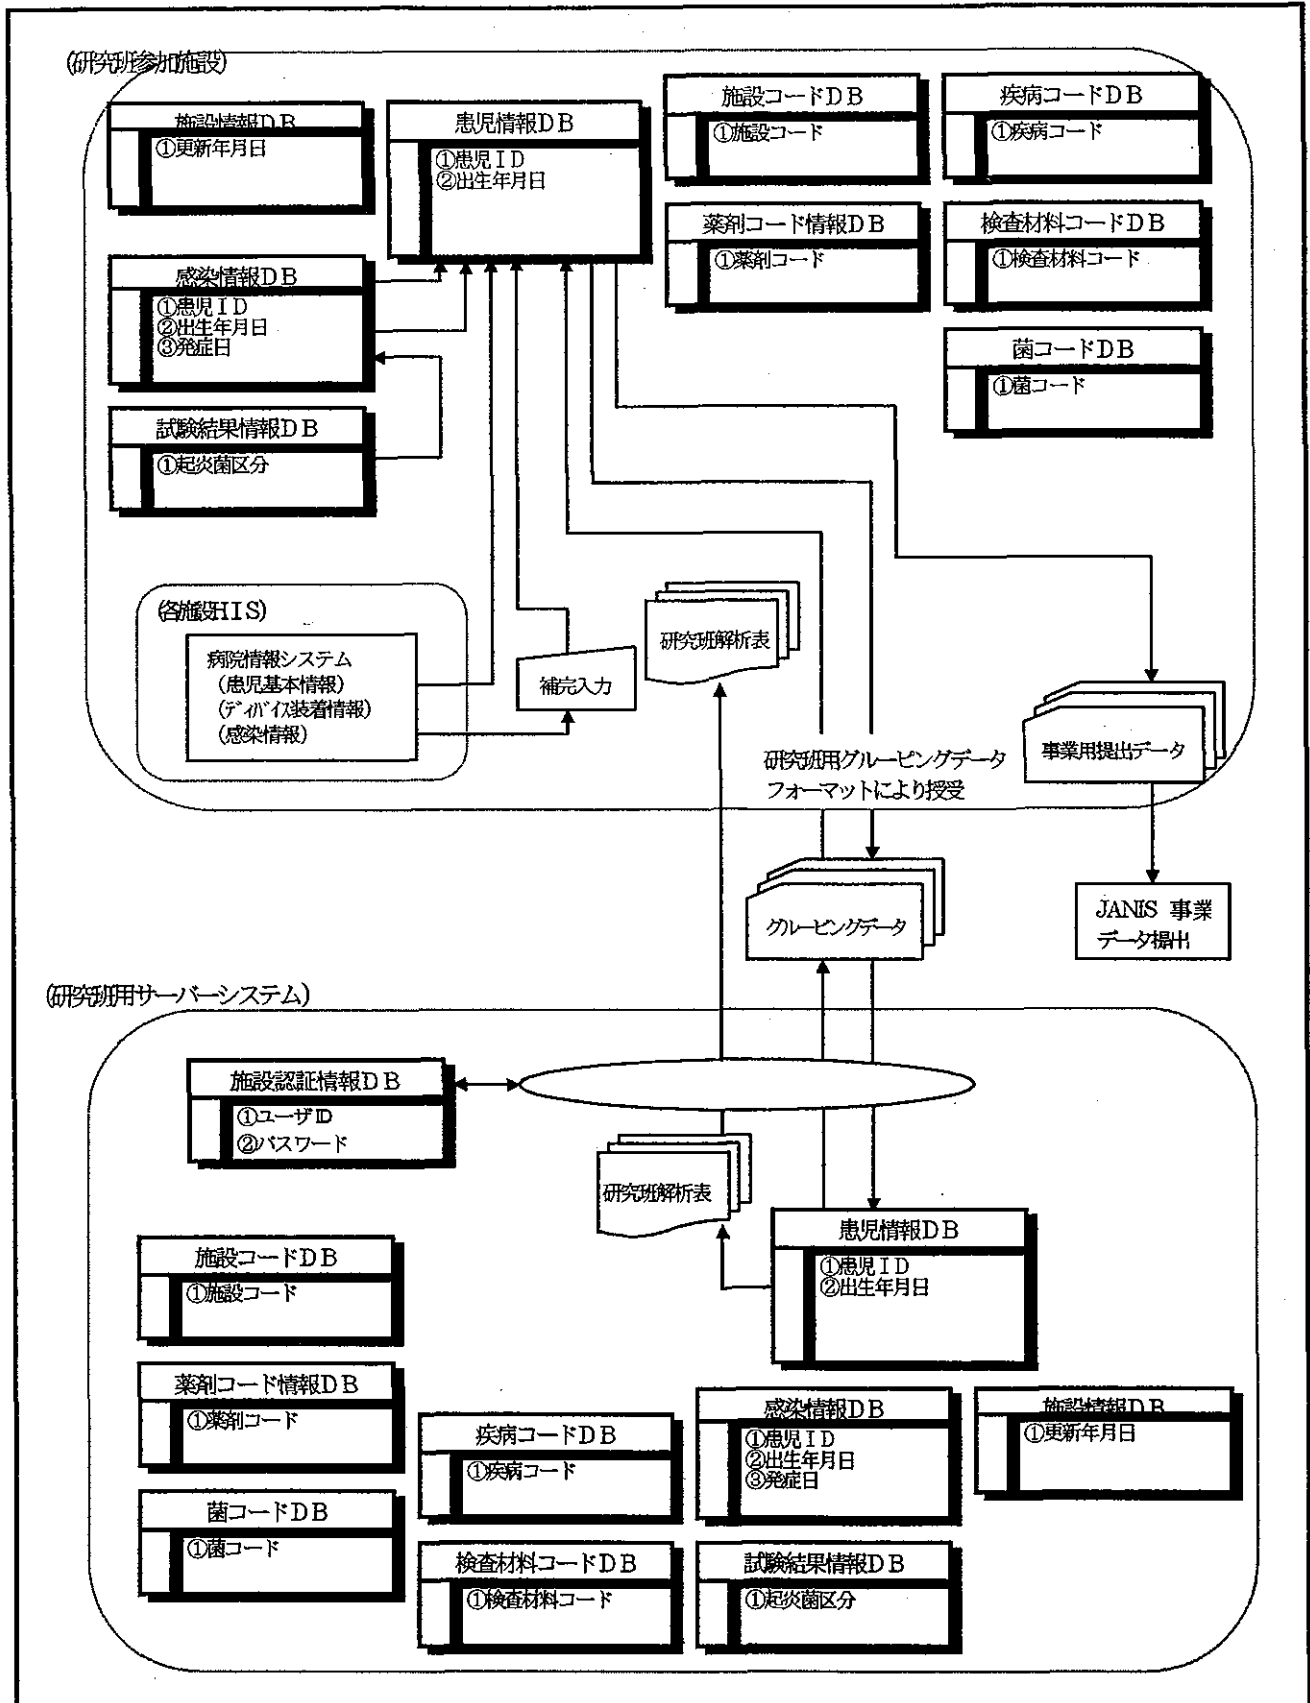 (研究班参加施設)
施設情報DB
①更新年月日
患児情報DB
①患児ID
②出生年月日
施設コードDB
①施設コード
疾病コードDB
①疾病コード
薬剤コード情報DB
①薬剤コード
検査材料コードDB
①検査材料コード
感染情報DB
①患児ID
②出生年月日
③発症日
菌コードDB
①菌コード
試験結果情報DB
①起炎菌区分
(各施設HIS)
病院情報システム
(患児基本情報)
(ディバイス装着情報)
(感染情報)
補完入力
研究班解析表
事業用提出データ
研究班用グルーピングデータ
フォーマットにより授受
グルーピングデータ
JANIS 事業
データ提出
(研究班用サーバーシステム)
施設認証情報DB
①ユーザID
②パスワード
研究班解析表
患児情報DB
①患児ID
②出生年月日
施設コードDB
①施設コード
薬剤コード情報DB
①薬剤コード
疾病コードDB
①疾病コード
感染情報DB
①患児ID
②出生年月日
③発症日
施設情報DB
①更新年月日
菌コードDB
①菌コード
検査材料コードDB
①検査材料コード
試験結果情報DB
①起炎菌区分